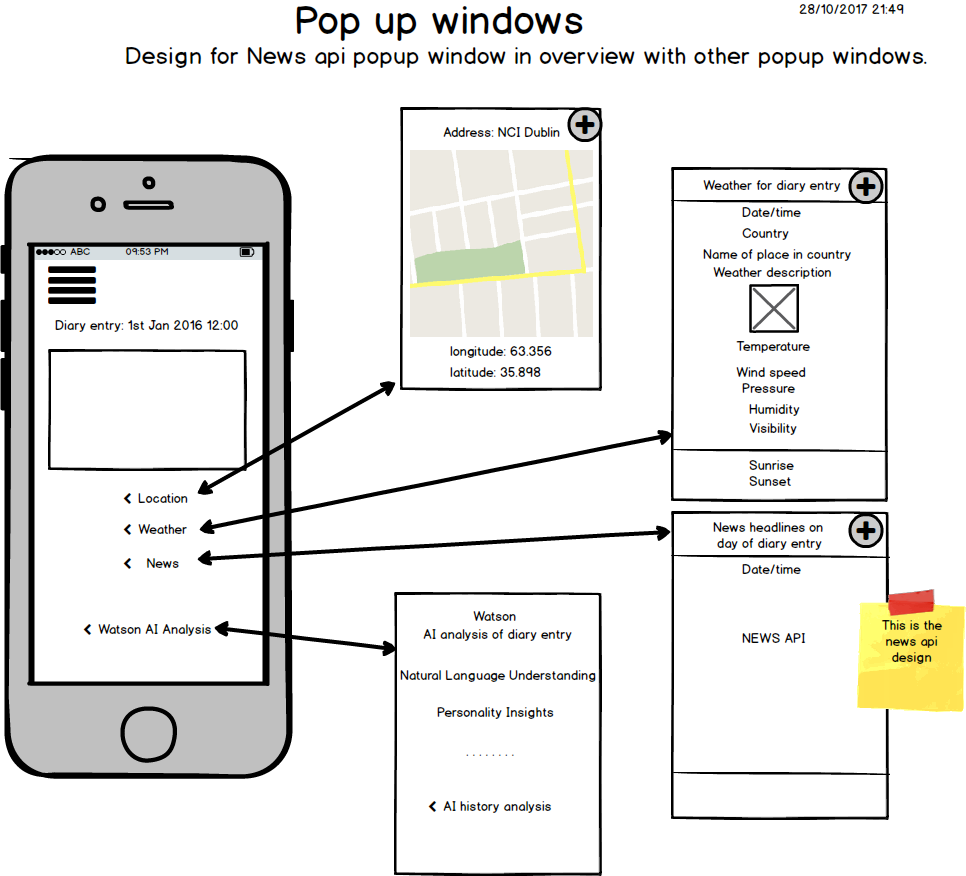 Pop up windows
28/10/2017 21:49
Design for News api popup window in overview with other popup windows.
ABC 09:53 PM
Diary entry: 1st Jan 2016 12:00
Location
Weather
News
Watson AI Analysis
Address: NCI Dublin
longitude: 63.356
latitude: 35.898
Weather for diary entry
Date/time
Country
Name of place in country
Weather description
Temperature
Wind speed
Pressure
Humidity
Visibility
Sunrise
Sunset
News headlines on
day of diary entry
Date/time
NEWS API
This is the
news api
design
Watson
AI analysis of diary entry
Natural Language Understanding
Personality Insights
........
AI history analysis